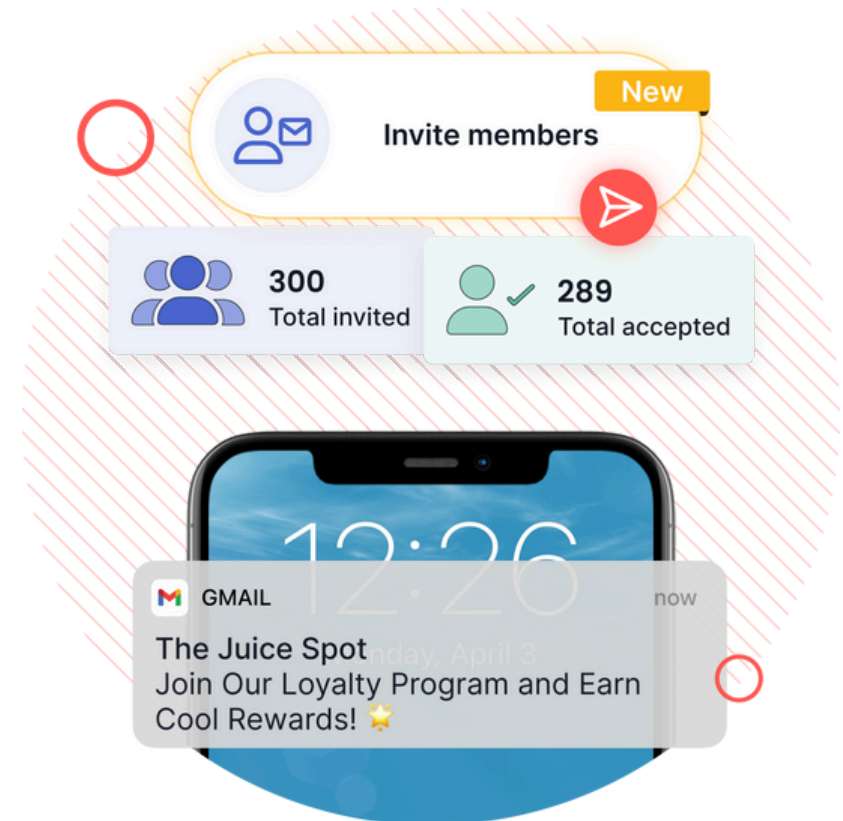 New
Invite members
300
Total invited
289
Total accepted
12:26
GMAIL
now
nday, April 3
The Juice Spot
Join Our Loyalty Program and Earn
Cool Rewards! 🌟